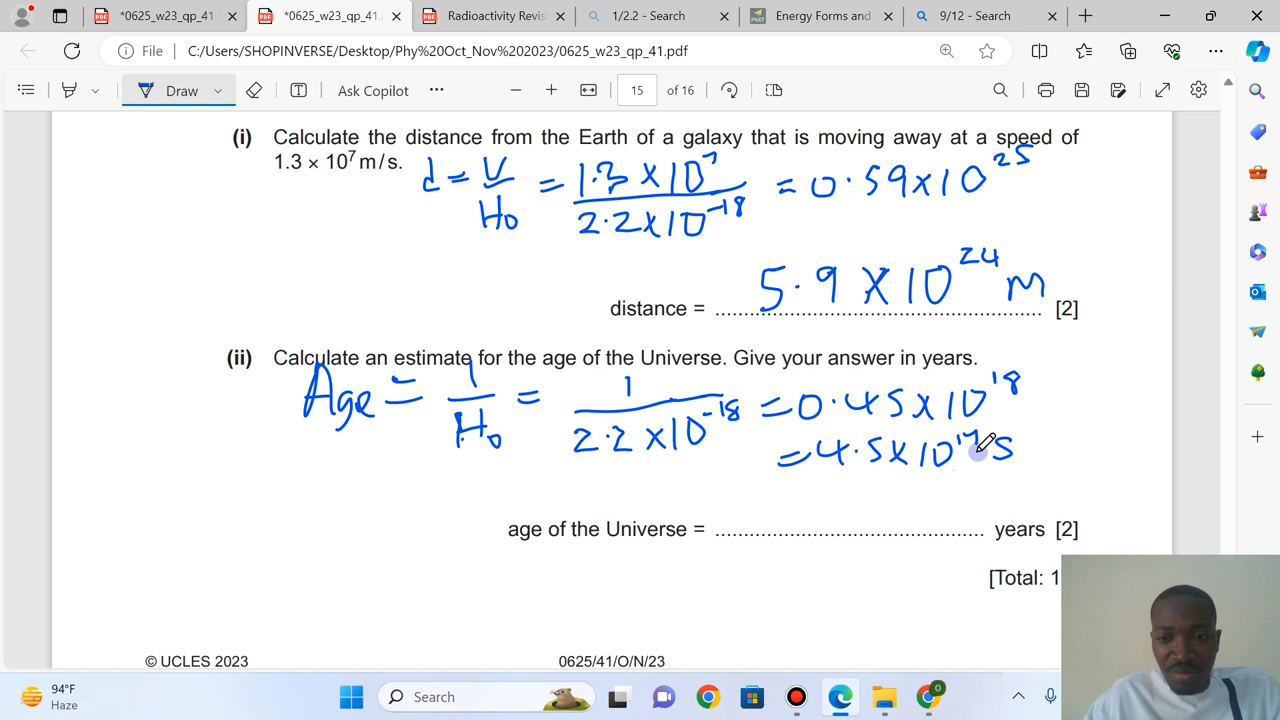 *0625_w23_qp_41
*0625_w23_qp_41.
Radioactivity Revis
1/2.2 - Search
Energy Forms and
9/12 - Search
File
C:/Users/SHOPINVERSE/Desktop/Phy%20Oct_Nov%202023/0625_w23_qp_41.pdf
Draw
Ask Copilot
15 of 16
(i) Calculate the distance from the Earth of a galaxy that is moving away at a speed of
1.3 × 10⁷ m/s.
d = V/H₀ = 1.3 × 10⁷/2.2×10⁻¹⁸ = 0.59×10²⁵
5.9 × 10²⁴ m
distance = ............................................................ [2]
(ii) Calculate an estimate for the age of the Universe. Give your answer in years.
Age = 1/H₀ = 1/2.2×10⁻¹⁸ = 0.45×10¹⁸
= 4.5×10¹⁷ s
age of the Universe = ................................................ years [2]
[Total: 1
© UCLES 2023
0625/41/O/N/23
94°F
Haze
Search
0